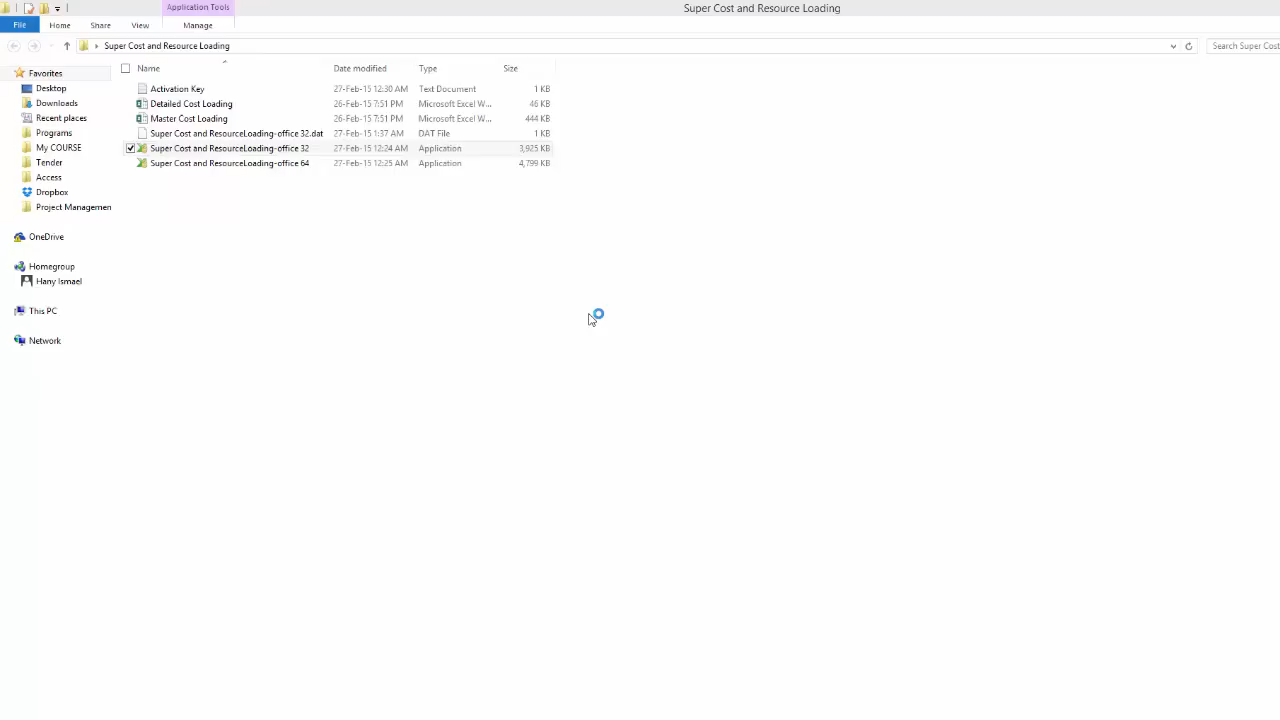 Application Tools
Super Cost and Resource Loading
File Home Share View Manage
Super Cost and Resource Loading
Search Super Cost
Favorites
Desktop
Downloads
Recent places
Programs
My COURSE
Tender
Access
Dropbox
Project Managemen
OneDrive
Homegroup
Hany Ismael
This PC
Network
Name Date modified Type Size
Activation Key 27-Feb-15 12:30 AM Text Document 1 KB
Detailed Cost Loading 26-Feb-15 7:51 PM Microsoft Excel W... 46 KB
Master Cost Loading 26-Feb-15 7:51 PM Microsoft Excel W... 444 KB
Super Cost and ResourceLoading-office 32.dat 27-Feb-15 1:37 AM DAT File 1 KB
Super Cost and ResourceLoading-office 32 27-Feb-15 12:24 AM Application 3,925 KB
Super Cost and ResourceLoading-office 64 27-Feb-15 12:25 AM Application 4,799 KB